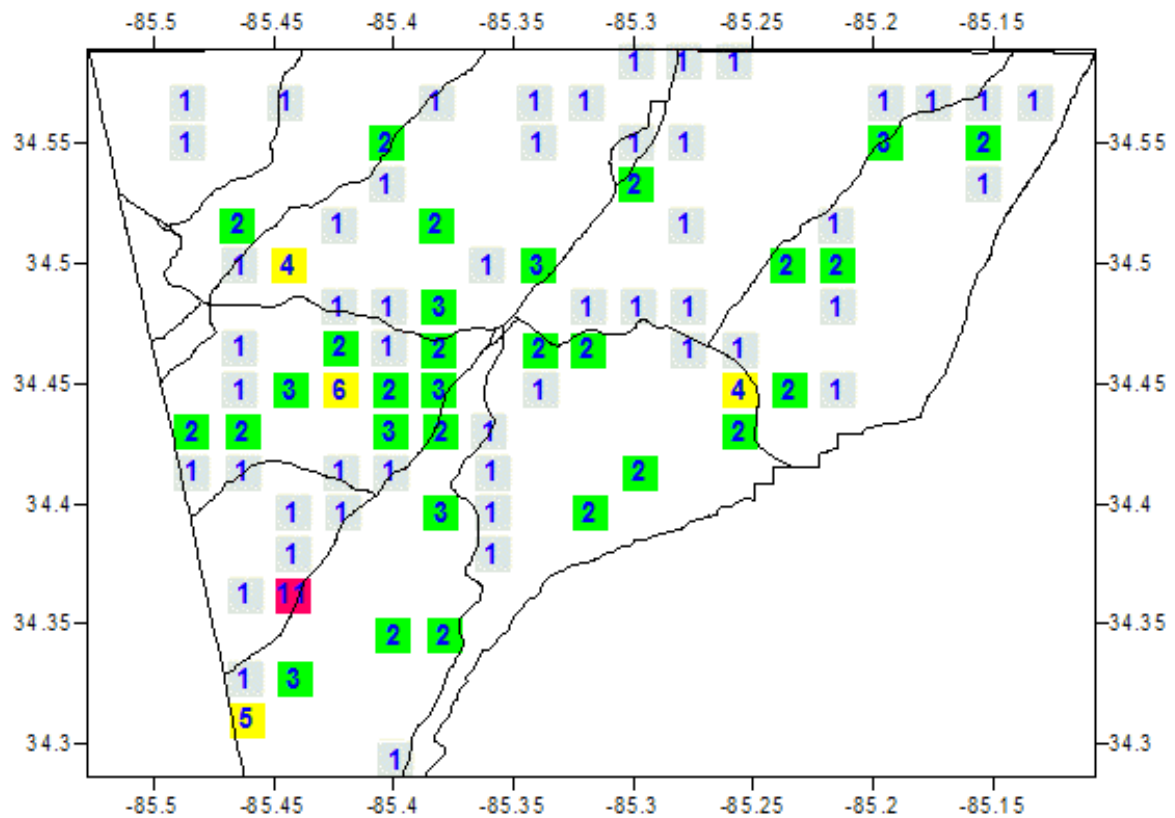 -85.5 -85.45 -85.4 -85.35 -85.3 -85.25 -85.2 -85.15
1 1 1
1 1 1 1 1 1 1 1 1
34.55 1 2 1 1 1 3 2 34.55
1 2 1
2 1 2 1 1
34.5 1 4 1 3 2 2 34.5
1 1 3 1 1 1 1
1 2 1 2 2 2 1 1
34.45 1 3 6 2 3 1 4 2 1 34.45
2 2 3 2 1 2
1 1 1 1 1 2
34.4 1 1 3 1 2 34.4
1 1
1 11
34.35 2 2 34.35
1 3
5
34.3 1 34.3
-85.5 -85.45 -85.4 -85.35 -85.3 -85.25 -85.2 -85.15